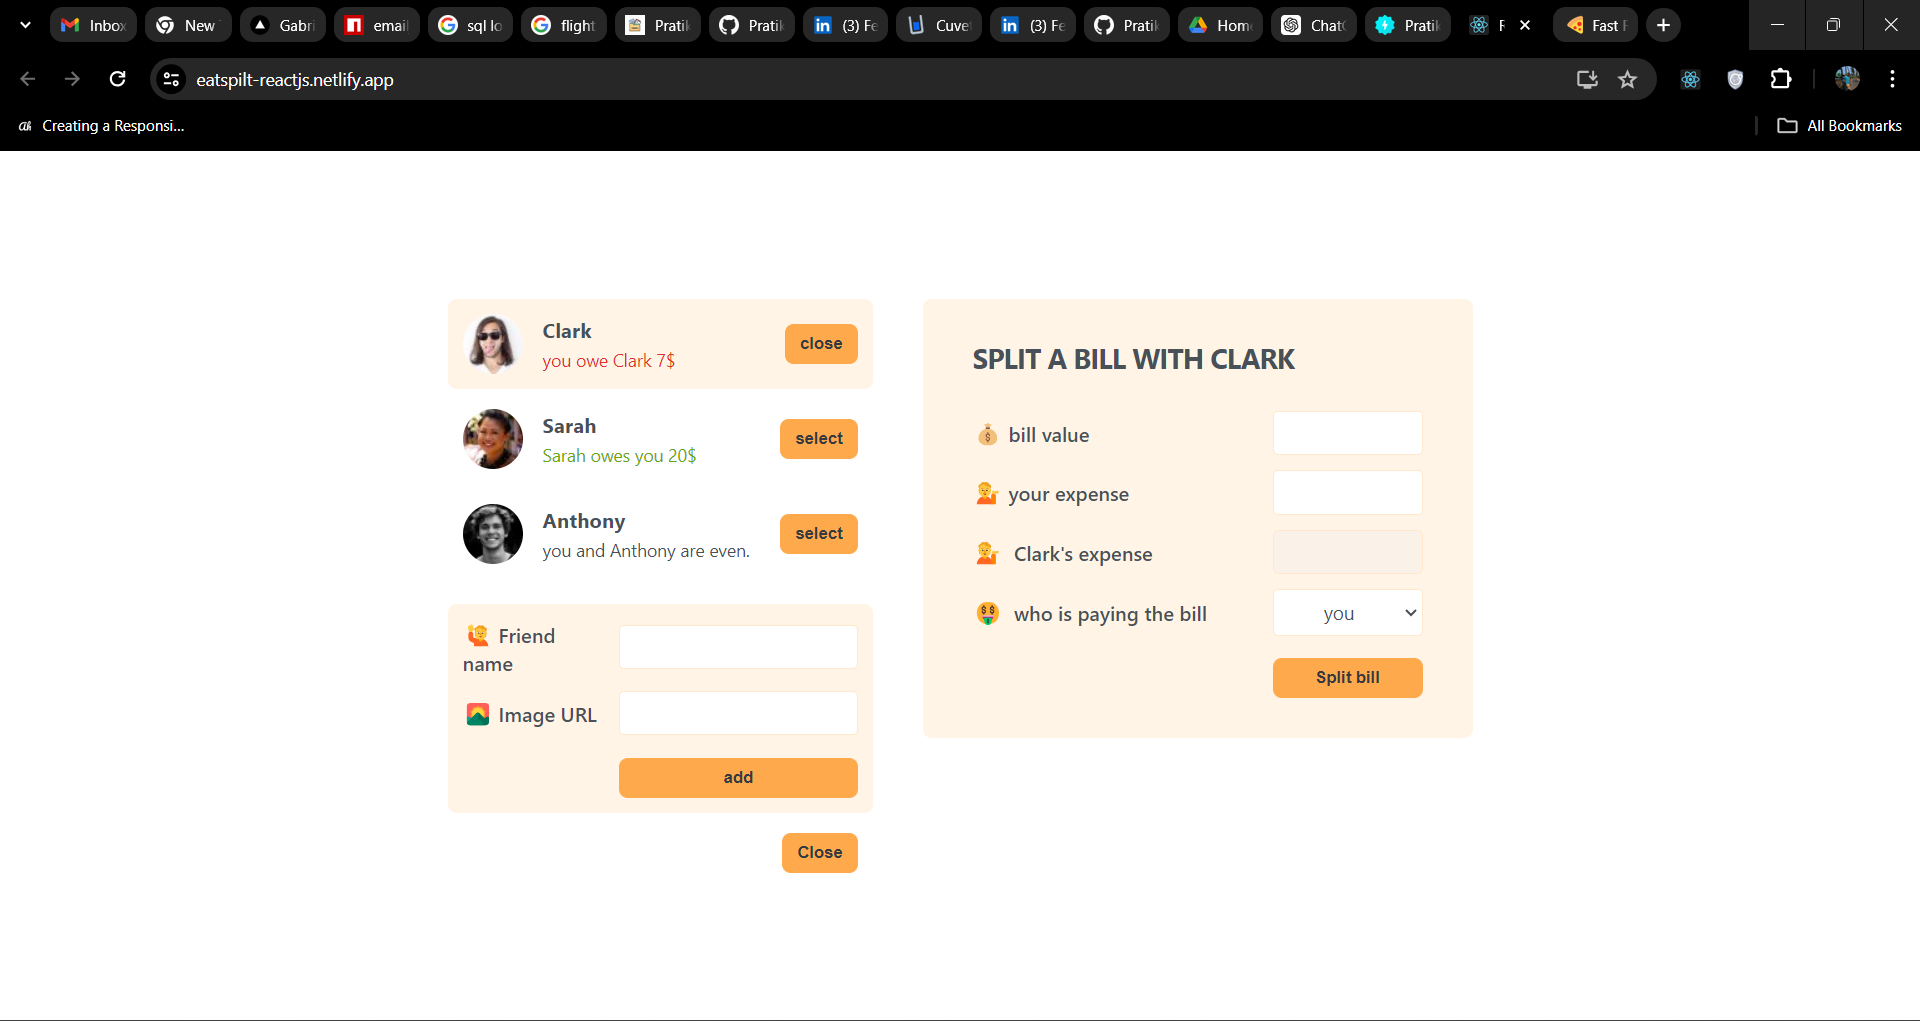 Inbox
New
Gabri
email
sql lo
flight
Pratik
Pratik
(3) Fe
Cuve
(3) Fe
Pratik
Home
Chat
Pratik
Fast F
eatspilt-reactjs.netlify.app
Creating a Responsi...
All Bookmarks
Clark
you owe Clark 7$
close
Sarah
Sarah owes you 20$
select
Anthony
you and Anthony are even.
select
Friend
name
Image URL
add
Close
SPLIT A BILL WITH CLARK
bill value
your expense
Clark's expense
who is paying the bill
you
Split bill